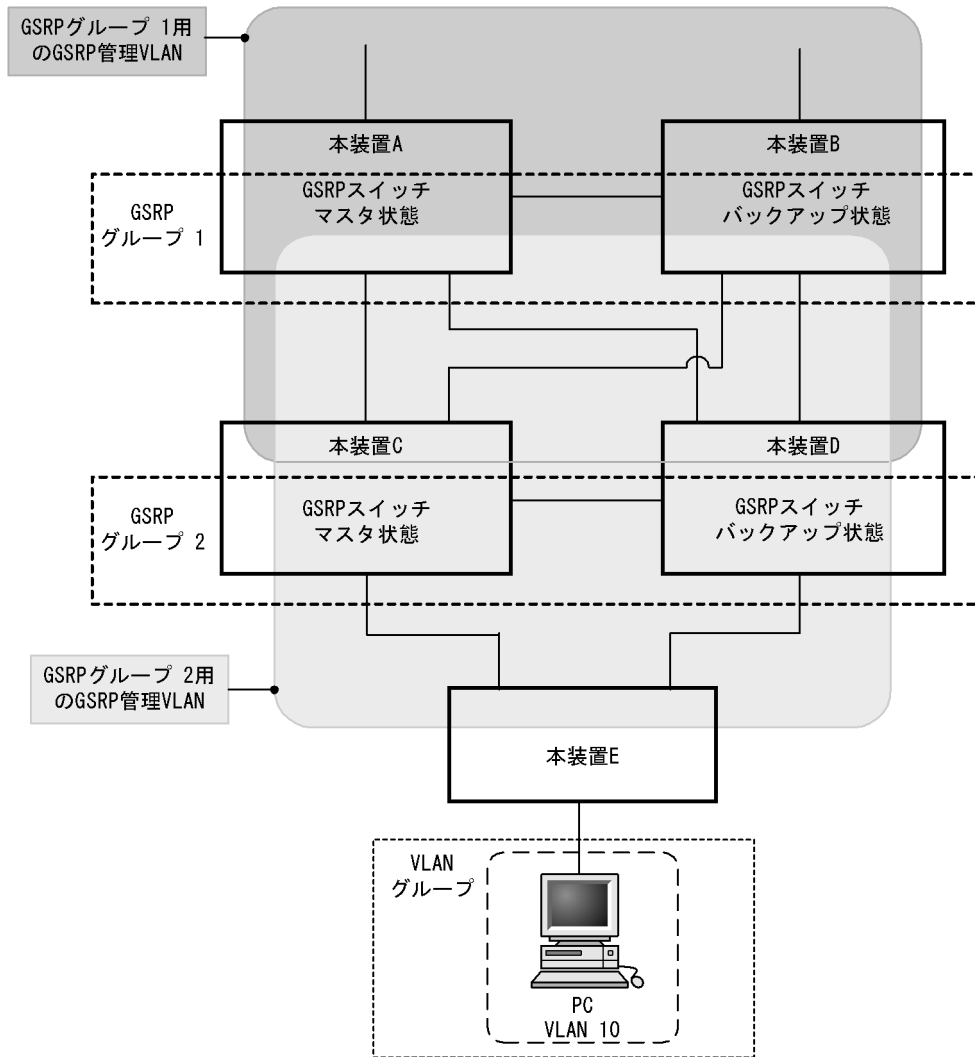 GSRPグループ 1用
のGSRP管理VLAN
本装置A
GSRPスイッチ
マスタ状態
本装置B
GSRPスイッチ
バックアップ状態
GSRP
グループ 1
本装置C
GSRPスイッチ
マスタ状態
本装置D
GSRPスイッチ
バックアップ状態
GSRP
グループ 2
GSRPグループ 2用
のGSRP管理VLAN
本装置E
VLAN
グループ
PC
VLAN 10